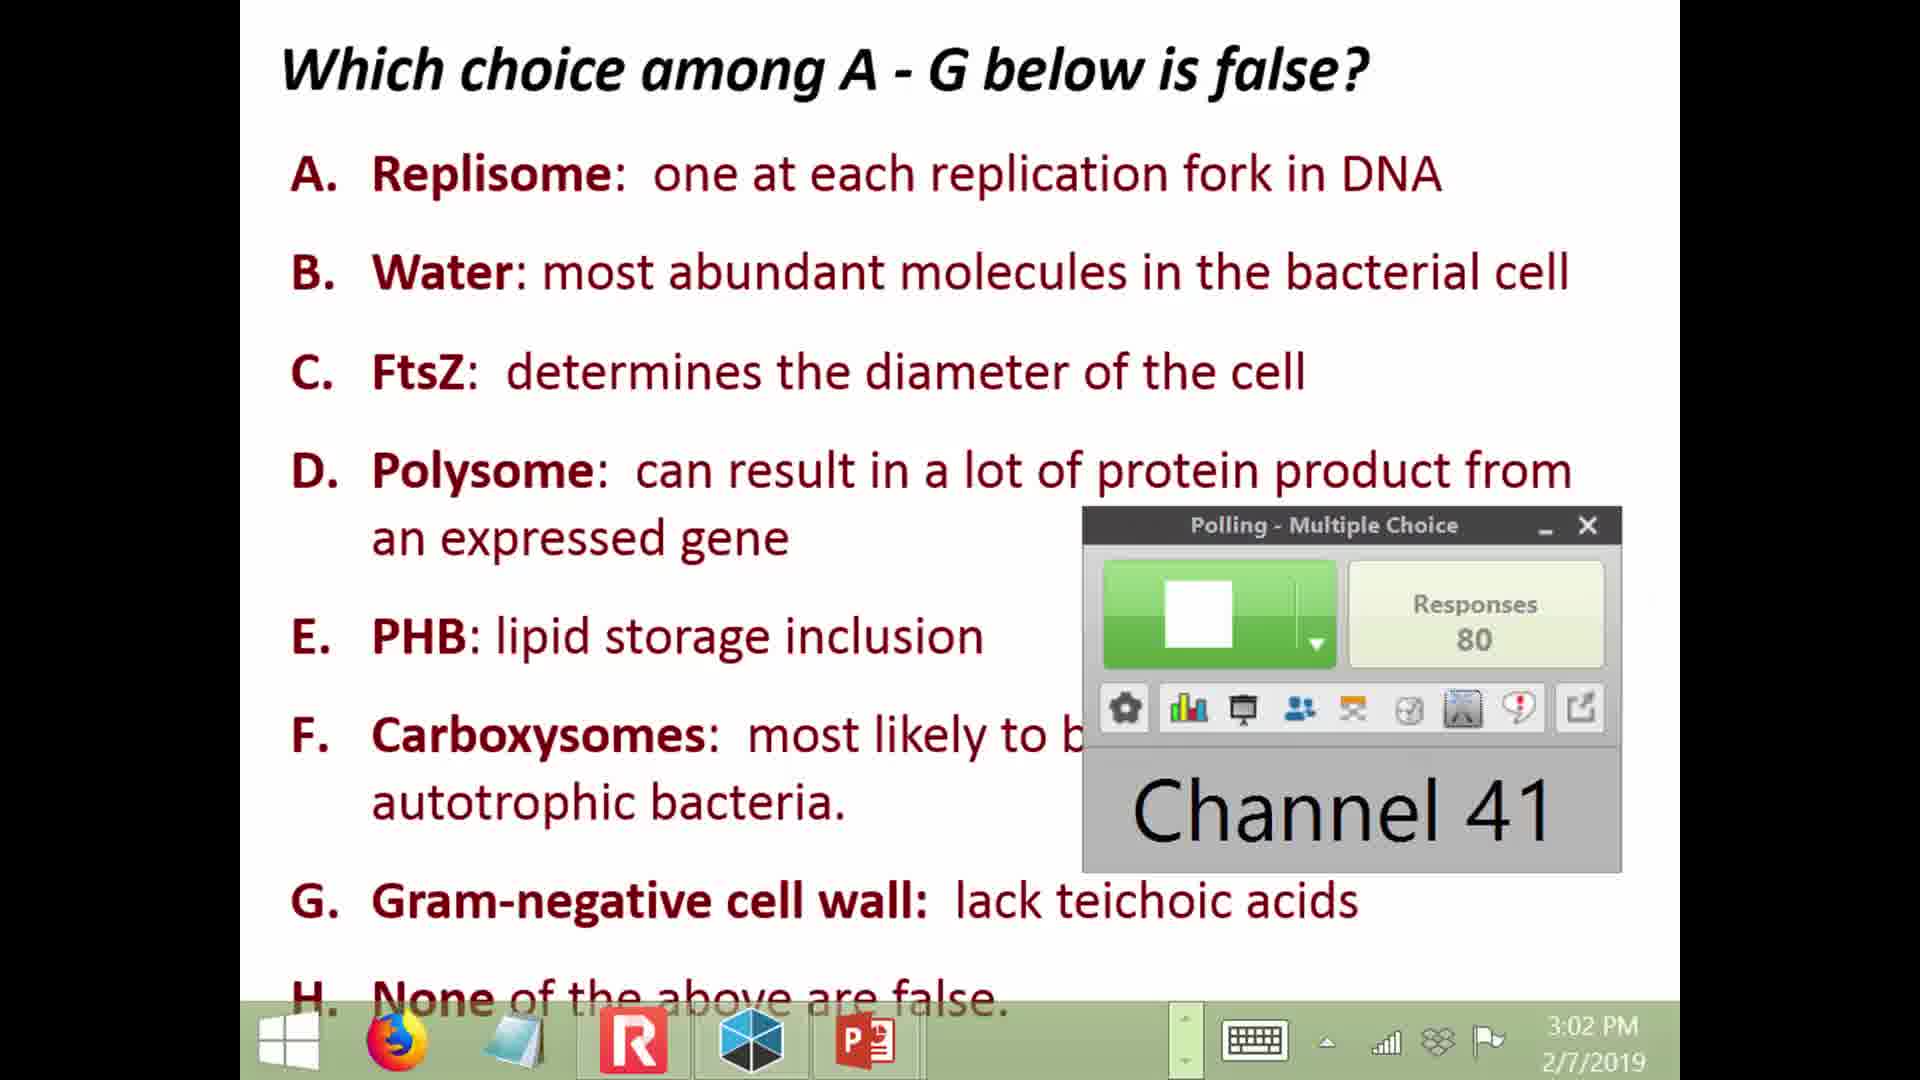 Which choice among A - G below is false?
A. Replisome: one at each replication fork in DNA
B. Water: most abundant molecules in the bacterial cell
C. FtsZ: determines the diameter of the cell
D. Polysome: can result in a lot of protein product from
an expressed gene
E. PHB: lipid storage inclusion
F. Carboxysomes: most likely to
autotrophic bacteria.
G. Gram-negative cell wall: lack teichoic acids
H. None of the above are false.
Polling - Multiple Choice
Responses
80
Channel 41
3:02 PM
2/7/2019